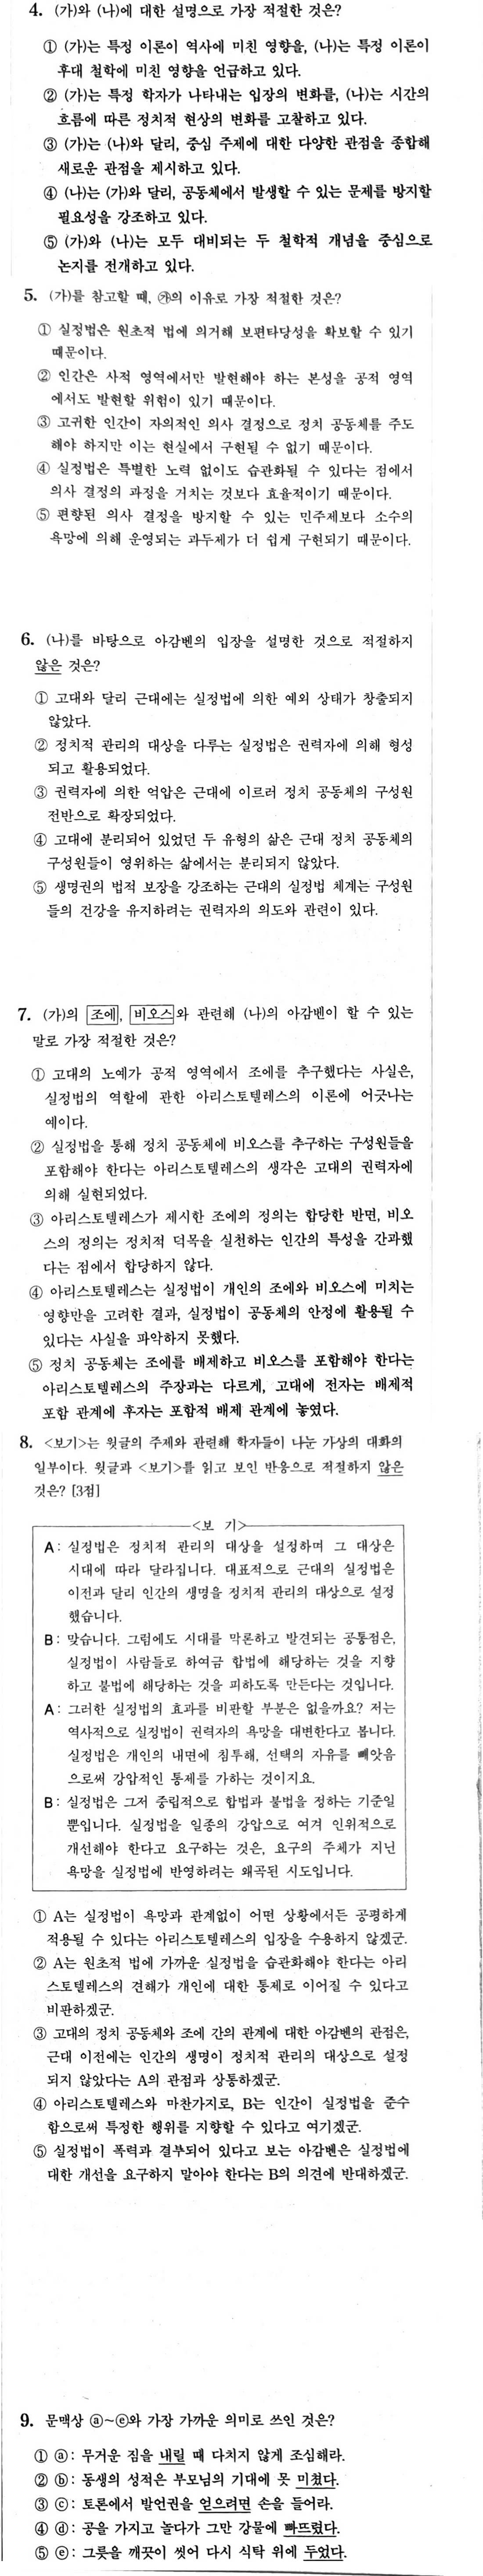 4. (가)와 (나)에 대한 설명으로 가장 적절한 것은?
① (가)는 특정 이론이 역사에 미친 영향을, (나)는 특정 이론이
후대 철학에 미친 영향을 언급하고 있다.
② (가)는 특정 학자가 나타내는 입장의 변화를, (나)는 시간의
흐름에 따른 정치적 현상의 변화를 고찰하고 있다.
③ (가)는 (나)와 달리, 중심 주제에 대한 다양한 관점을 종합해
새로운 관점을 제시하고 있다.
④ (나)는 (가)와 달리, 공동체에서 발생할 수 있는 문제를 방지할
필요성을 강조하고 있다.
⑤ (가)와 (나)는 모두 대비되는 두 철학적 개념을 중심으로
논지를 전개하고 있다.
5. (가)를 참고할 때, ㉮의 이유로 가장 적절한 것은?
① 실정법은 원초적 법에 의거해 보편타당성을 확보할 수 있기
때문이다.
② 인간은 사적 영역에서만 발현해야 하는 본성을 공적 영역
에서도 발현할 위험이 있기 때문이다.
③ 고귀한 인간이 자의적인 의사 결정으로 정치 공동체를 주도
해야 하지만 이는 현실에서 구현될 수 없기 때문이다.
④ 실정법은 특별한 노력 없이도 습관화될 수 있다는 점에서
의사 결정의 과정을 거치는 것보다 효율적이기 때문이다.
⑤ 편향된 의사 결정을 방지할 수 있는 민주제보다 소수의
욕망에 의해 운영되는 과두제가 더 쉽게 구현되기 때문이다.
6. (나)를 바탕으로 아감벤의 입장을 설명한 것으로 적절하지
않은 것은?
① 고대와 달리 근대에는 실정법에 의한 예외 상태가 창출되지
않았다.
② 정치적 관리의 대상을 다루는 실정법은 권력자에 의해 형성
되고 활용되었다.
③ 권력자에 의한 억압은 근대에 이르러 정치 공동체의 구성원
전반으로 확장되었다.
④ 고대에 분리되어 있었던 두 유형의 삶은 근대 정치 공동체의
구성원들이 영위하는 삶에서는 분리되지 않았다.
⑤ 생명권의 법적 보장을 강조하는 근대의 실정법 체계는 구성원
들의 건강을 유지하려는 권력자의 의도와 관련이 있다.
7. (가)의 조에, 비오스와 관련해 (나)의 아감벤이 할 수 있는
말로 가장 적절한 것은?
① 고대의 노예가 공적 영역에서 조에를 추구했다는 사실은,
실정법의 역할에 관한 아리스토텔레스의 이론에 어긋나는
예이다.
② 실정법을 통해 정치 공동체에 비오스를 추구하는 구성원들을
포함해야 한다는 아리스토텔레스의 생각은 고대의 권력자에
의해 실현되었다.
③ 아리스토텔레스가 제시한 조에의 정의는 합당한 반면, 비오
스의 정의는 정치적 덕목을 실천하는 인간의 특성을 간과했
다는 점에서 합당하지 않다.
④ 아리스토텔레스는 실정법이 개인의 조에와 비오스에 미치는
영향만을 고려한 결과, 실정법이 공동체의 안정에 활용될 수
있다는 사실을 파악하지 못했다.
⑤ 정치 공동체는 조에를 배제하고 비오스를 포함해야 한다는
아리스토텔레스의 주장과는 다르게, 고대에 전자는 배제적
포함 관계에 후자는 포함적 배제 관계에 놓였다.
8. <보기>는 윗글의 주제와 관련해 학자들이 나눈 가상의 대화의
일부이다. 윗글과 <보기>를 읽고 보인 반응으로 적절하지 않은
것은? [3점]
<보 기>
A: 실정법은 정치적 관리의 대상을 설정하며 그 대상은
시대에 따라 달라집니다. 대표적으로 근대의 실정법은
이전과 달리 인간의 생명을 정치적 관리의 대상으로 설정
했습니다.
B: 맞습니다. 그럼에도 시대를 막론하고 발견되는 공통점은,
실정법이 사람들로 하여금 합법에 해당하는 것을 지향
하고 불법에 해당하는 것을 피하도록 만든다는 것입니다.
A: 그러한 실정법의 효과를 비판할 부분은 없을까요? 저는
역사적으로 실정법이 권력자의 욕망을 대변한다고 봅니다.
실정법은 개인의 내면에 침투해, 선택의 자유를 빼앗음
으로써 강압적인 통제를 가하는 것이지요.
B: 실정법은 그저 중립적으로 합법과 불법을 정하는 기준일
뿐입니다. 실정법을 일종의 강압으로 여겨 인위적으로
개선해야 한다고 요구하는 것은, 요구의 주체가 지닌
욕망을 실정법에 반영하려는 왜곡된 시도입니다.
① A는 실정법이 욕망과 관계없이 어떤 상황에서든 공평하게
적용될 수 있다는 아리스토텔레스의 입장을 수용하지 않겠군.
② A는 원초적 법에 가까운 실정법을 습관화해야 한다는 아리
스토텔레스의 견해가 개인에 대한 통제로 이어질 수 있다고
비판하겠군.
③ 고대의 정치 공동체와 조에 간의 관계에 대한 아감벤의 관점은,
근대 이전에는 인간의 생명이 정치적 관리의 대상으로 설정
되지 않았다는 A의 관점과 상통하겠군.
④ 아리스토텔레스와 마찬가지로, B는 인간이 실정법을 준수
함으로써 특정한 행위를 지향할 수 있다고 여기겠군.
⑤ 실정법이 폭력과 결부되어 있다고 보는 아감벤은 실정법에
대한 개선을 요구하지 말아야 한다는 B의 의견에 반대하겠군.
9. 문맥상 ⓐ~ⓔ와 가장 가까운 의미로 쓰인 것은?
① ⓐ: 무거운 짐을 내릴 때 다치지 않게 조심해라.
② ⓑ: 동생의 성적은 부모님의 기대에 못 미쳤다.
③ ⓒ: 토론에서 발언권을 얻으려면 손을 들어라.
④ ⓓ: 공을 가지고 놀다가 그만 강물에 빠뜨렸다.
⑤ ⓔ: 그릇을 깨끗이 씻어 다시 식탁 위에 두었다.